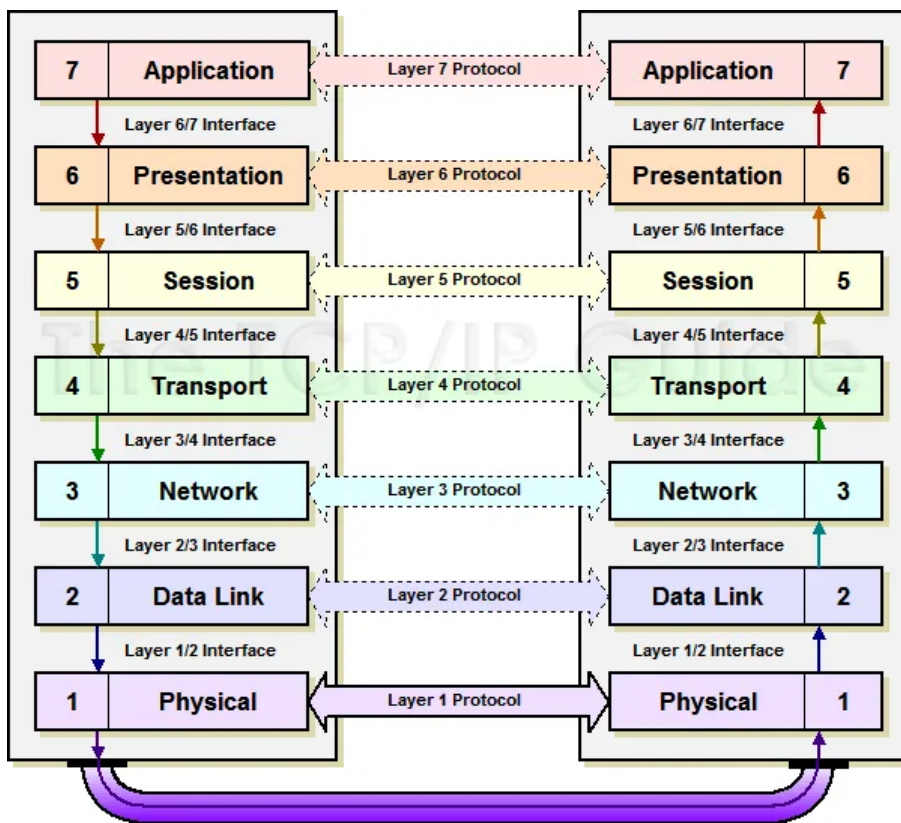 7 Application Layer 7 Protocol Application 7
Layer 6/7 Interface Layer 6/7 Interface
6 Presentation Layer 6 Protocol Presentation 6
Layer 5/6 Interface Layer 5/6 Interface
5 Session Layer 5 Protocol Session 5
The TCP/IP Guide
Layer 4/5 Interface Layer 4/5 Interface
4 Transport Layer 4 Protocol Transport 4
Layer 3/4 Interface Layer 3/4 Interface
3 Network Layer 3 Protocol Network 3
Layer 2/3 Interface Layer 2/3 Interface
2 Data Link Layer 2 Protocol Data Link 2
Layer 1/2 Interface Layer 1/2 Interface
1 Physical Layer 1 Protocol Physical 1